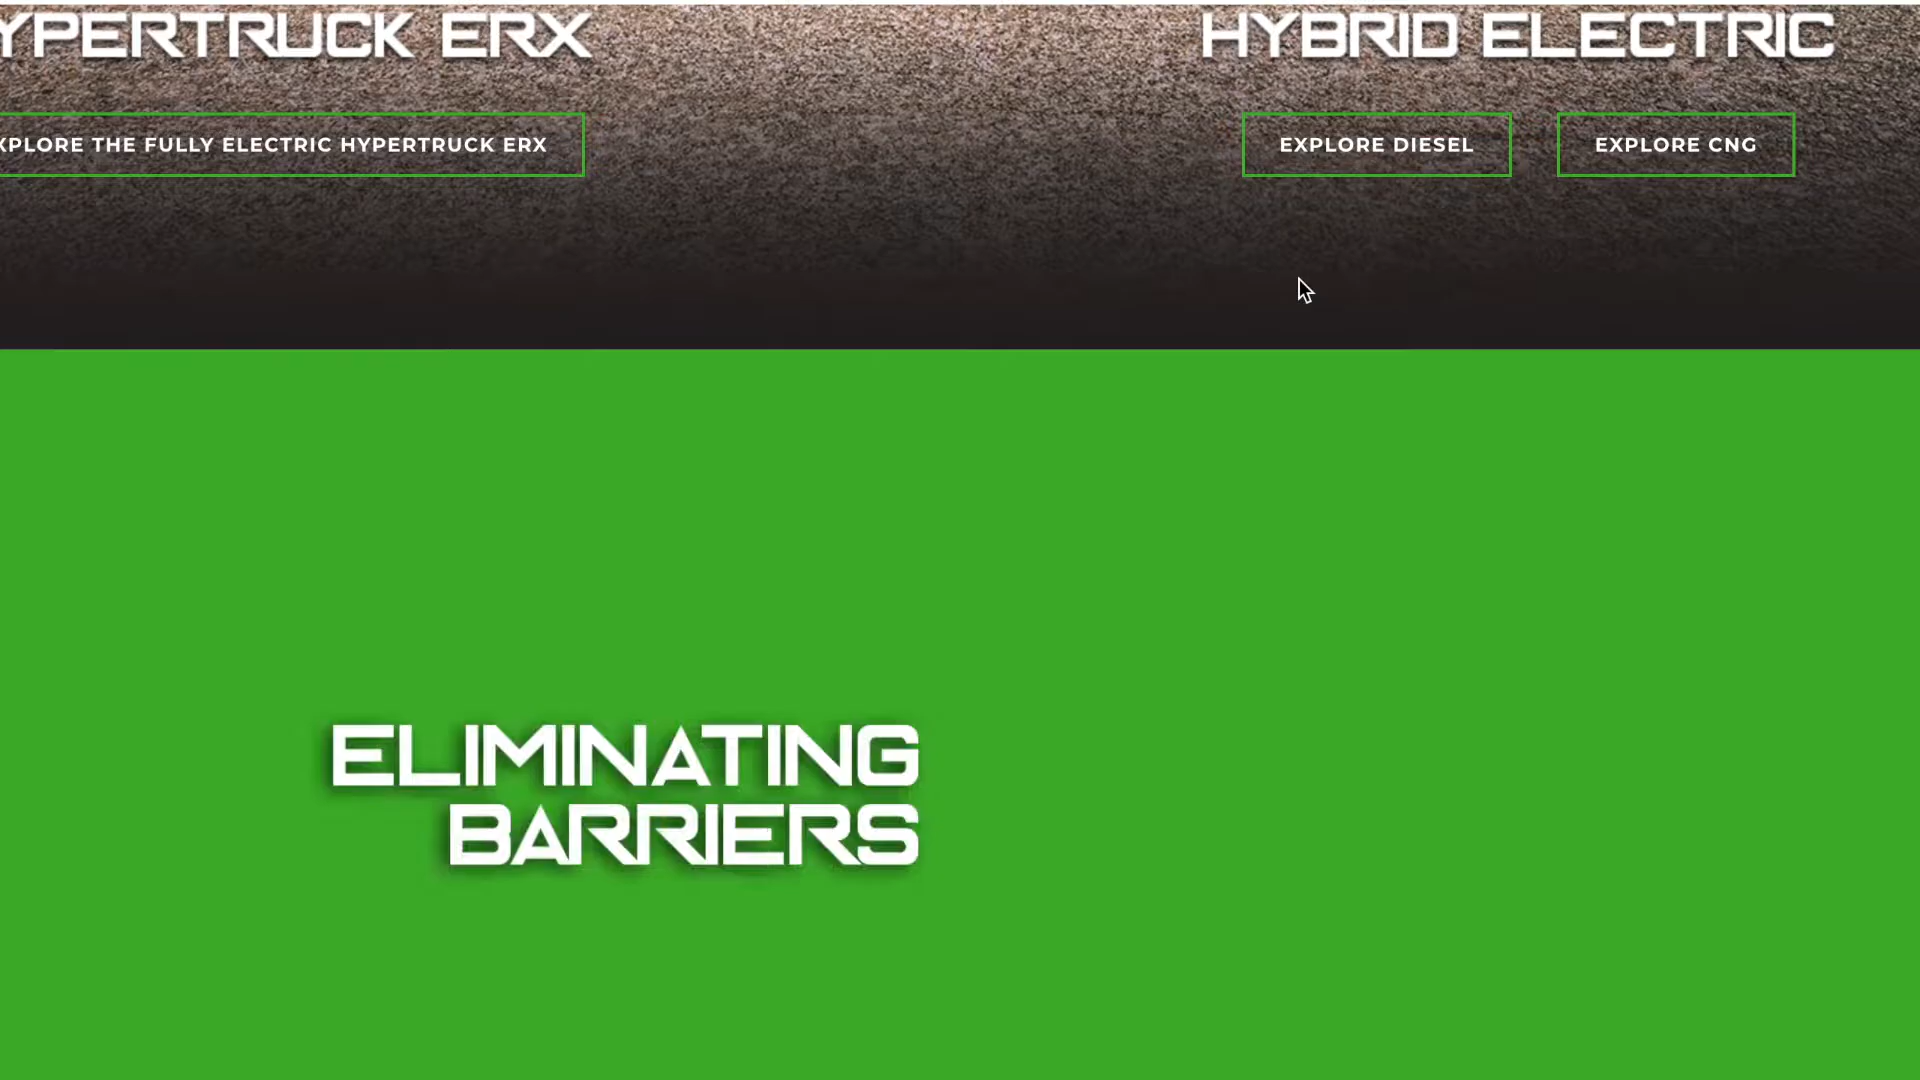 YPERTRUCK ERX
HYBRID ELECTRIC
XPLORE THE FULLY ELECTRIC HYPERTRUCK ERX
EXPLORE DIESEL
EXPLORE CNG
ELIMINATING
BARRIERS